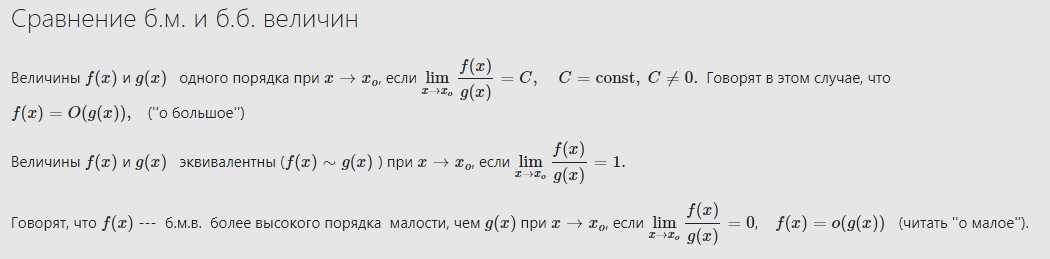 Сравнение б.м. и б.б. величин
Величины f(x) и g(x) одного порядка при x → x₀, если lim_{x→x₀} f(x)/g(x) = C, C = const, C ≠ 0. Говорят в этом случае, что
f(x) = O(g(x)), ("о большое")
Величины f(x) и g(x) эквивалентны (f(x) ∼ g(x) ) при x → x₀, если lim_{x→x₀} f(x)/g(x) = 1.
Говорят, что f(x) --- б.м.в. более высокого порядка малости, чем g(x) при x → x₀, если lim_{x→x₀} f(x)/g(x) = 0, f(x) = o(g(x)) (читать "о малое").